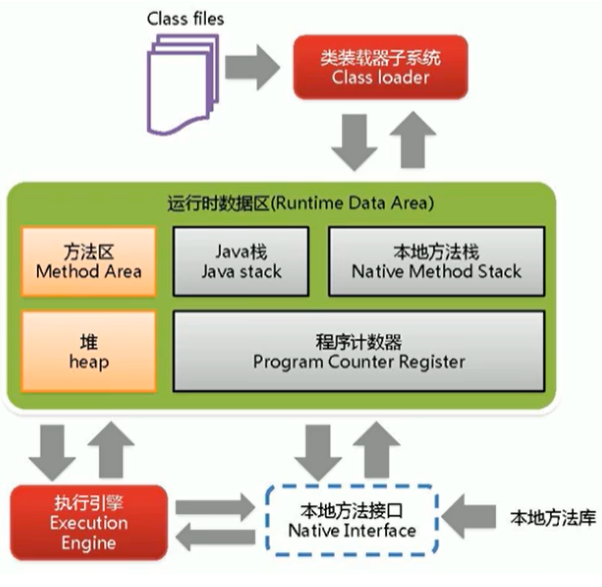 Class files
类装载器子系统
Class loader
运行时数据区(Runtime Data Area)
方法区
Method Area
Java栈
Java stack
本地方法栈
Native Method Stack
堆
heap
程序计数器
Program Counter Register
执行引擎
Execution
Engine
本地方法接口
Native Interface
本地方法库